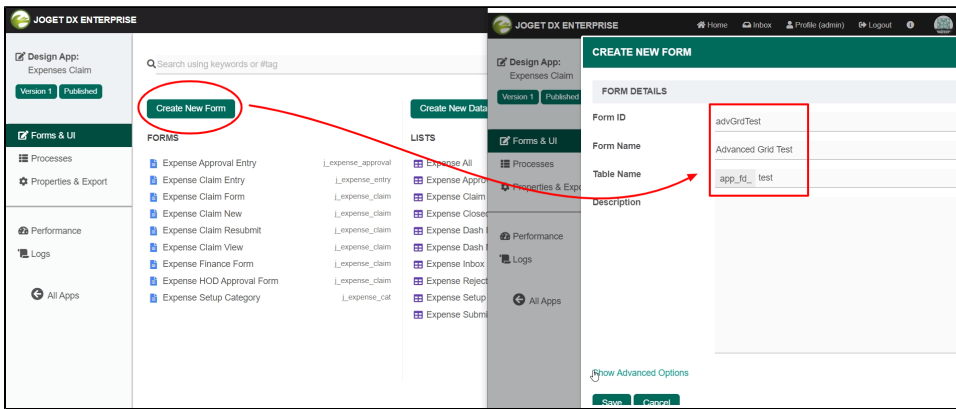 JOGET DX ENTERPRISE
Design App:
Expenses Claim
Version 1 Published
Forms & UI
Processes
Properties & Export
Performance
Logs
All Apps
Search using keywords or #tag
Create New Form
Create New Data
FORMS
Expense Approval Entry j_expense_approval
Expense Claim Entry j_expense_entry
Expense Claim Form j_expense_claim
Expense Claim New j_expense_claim
Expense Claim Resubmit j_expense_claim
Expense Claim View j_expense_claim
Expense Finance Form j_expense_claim
Expense HOD Approval Form j_expense_claim
Expense Setup Category j_expense_cat
LISTS
Expense All
Expense Approv
Expense Claim
Expense Closed
Expense Dash
Expense Dash
Expense Inbox
Expense Reject
Expense Setup
Expense Submi
JOGET DX ENTERPRISE
Home Inbox Profile (admin) Logout
Design App:
Expenses Claim
Version 1 Published
Forms & UI
Processes
Properties & Expo
Performance
Logs
All Apps
CREATE NEW FORM
FORM DETAILS
Form ID advGrdTest
Form Name Advanced Grid Test
Table Name app_fd_ test
Description
Show Advanced Options
Save Cancel